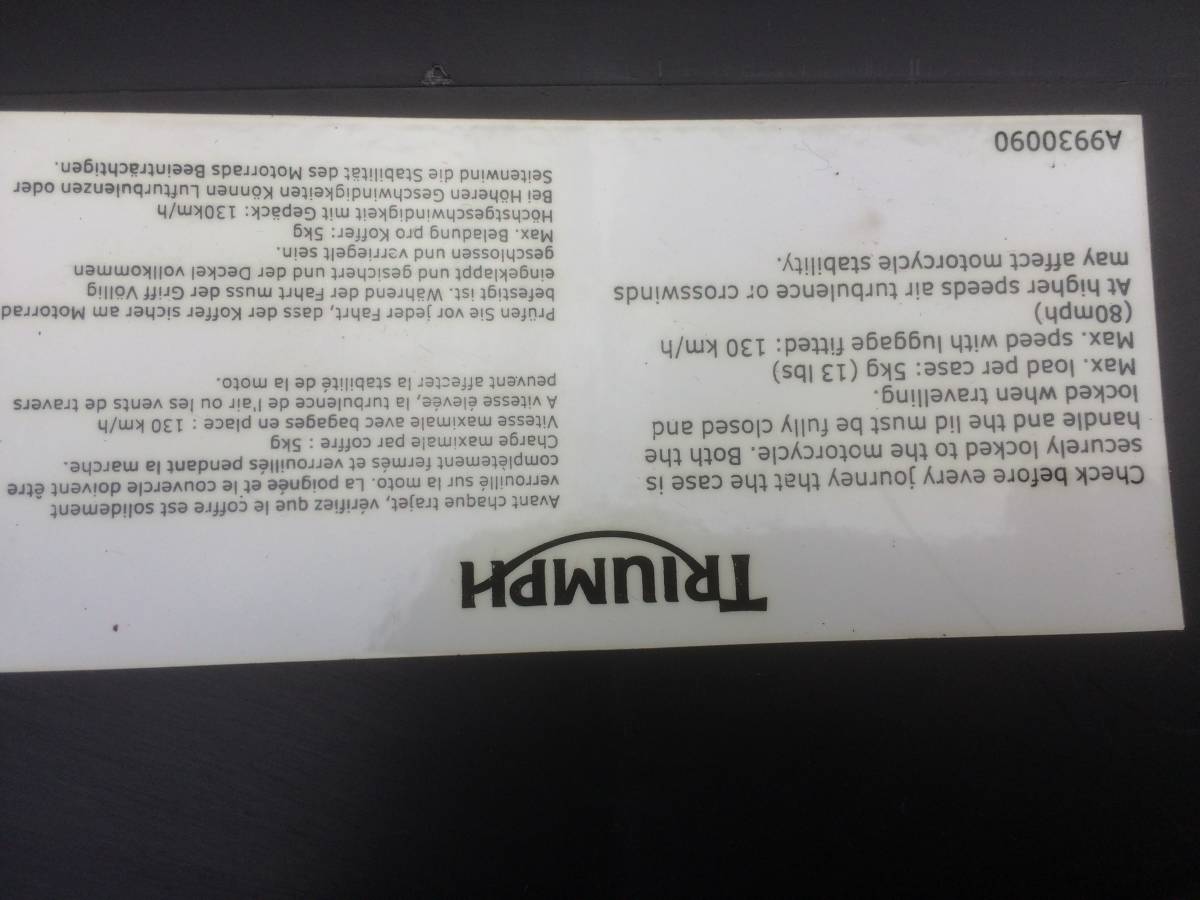 TRIUMPH
Check before every journey that the case is
securely locked to the motorcycle. Both the
handle and the lid must be fully closed and
locked when travelling.
Max. load per case: 5kg (13 lbs)
Max. speed with luggage fitted: 130 km/h
(80mph)
At higher speeds air turbulence or crosswinds
may affect motorcycle stability.
A9930090
Avant chaque trajet, vérifiez que le coffre est solidement
verrouillé sur la moto. La poignée et le couvercle doivent être
complètement fermés et verrouillés pendant la marche.
Charge maximale par coffre : 5kg
Vitesse maximale avec bagages en place : 130 km/h
A vitesse élevée, la turbulence de l'air ou les vents de travers
peuvent affecter la stabilité de la moto.
Prüfen Sie vor jeder Fahrt, dass der Koffer sicher am Motorrad
befestigt ist. Während der Fahrt muss der Griff Völlig
eingeklappt und gesichert und der Deckel vollkommen
geschlossen und verriegelt sein.
Max. Beladung pro Koffer: 5kg
Höchstgeschwindigkeit mit Gepäck: 130km/h
Bei Höheren Geschwindigkeiten Können Lufturbulenzen oder
Seitenwind die Stabilität des Motorrads Beeinträchtigen.